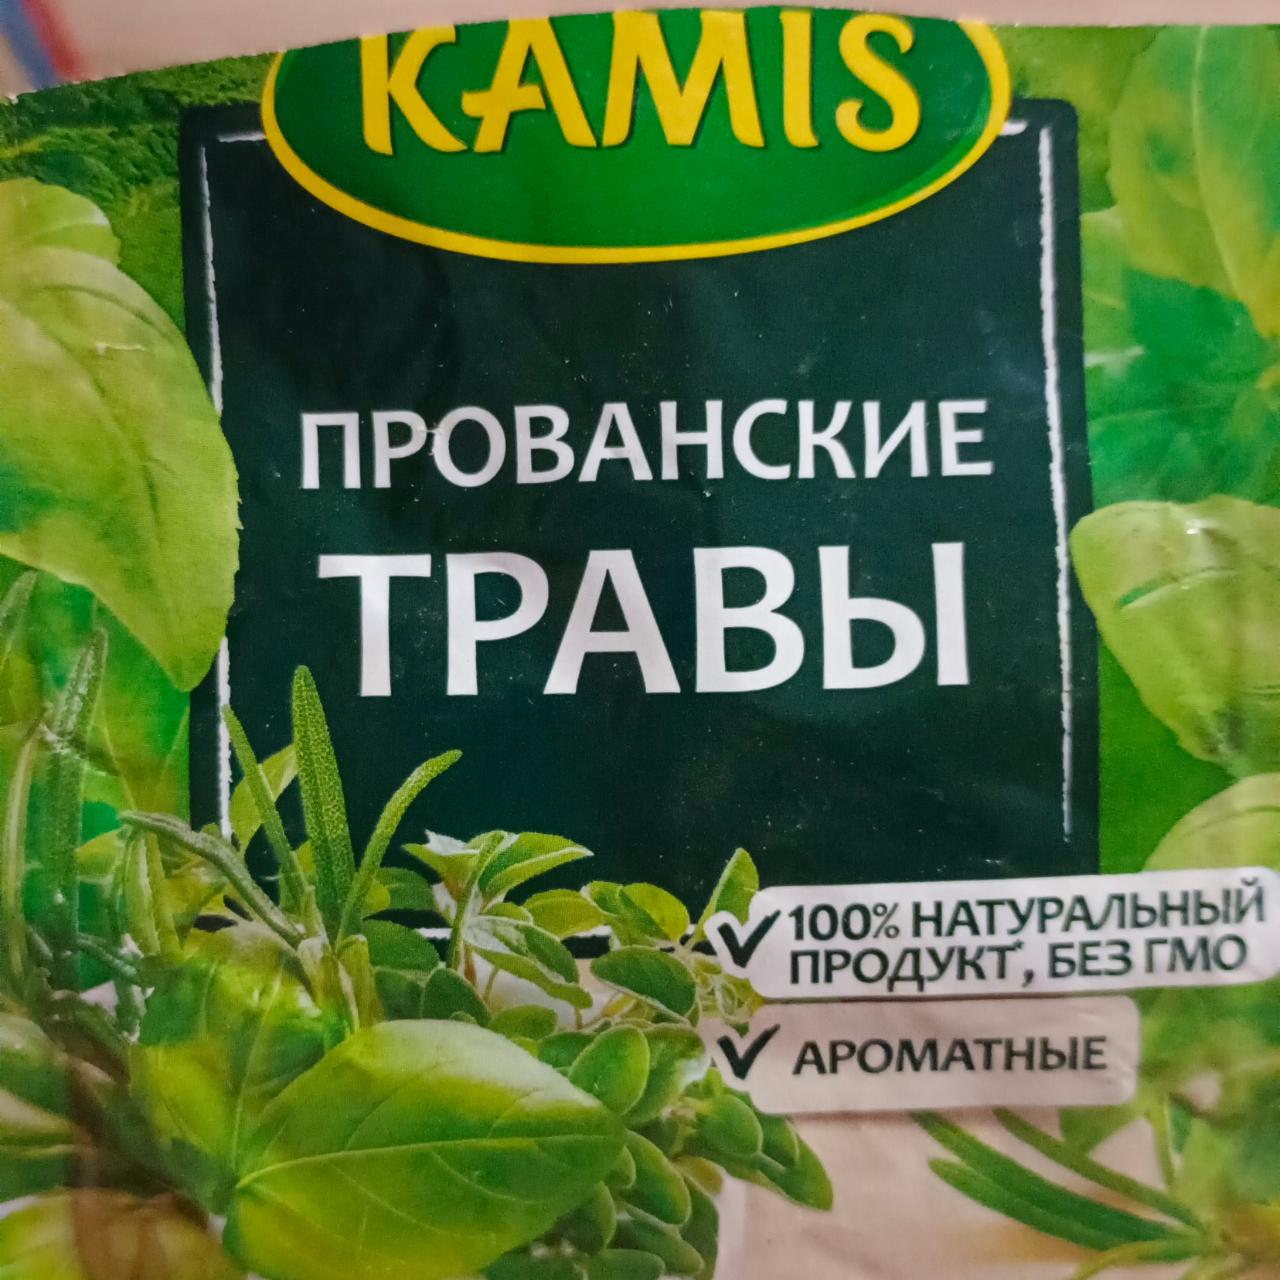 KAMIS
ПРОВАНСКИЕ
ТРАВЫ
100% НАТУРАЛЬНЫЙ
ПРОДУКТ*, БЕЗ ГМО
АРОМАТНЫЕ